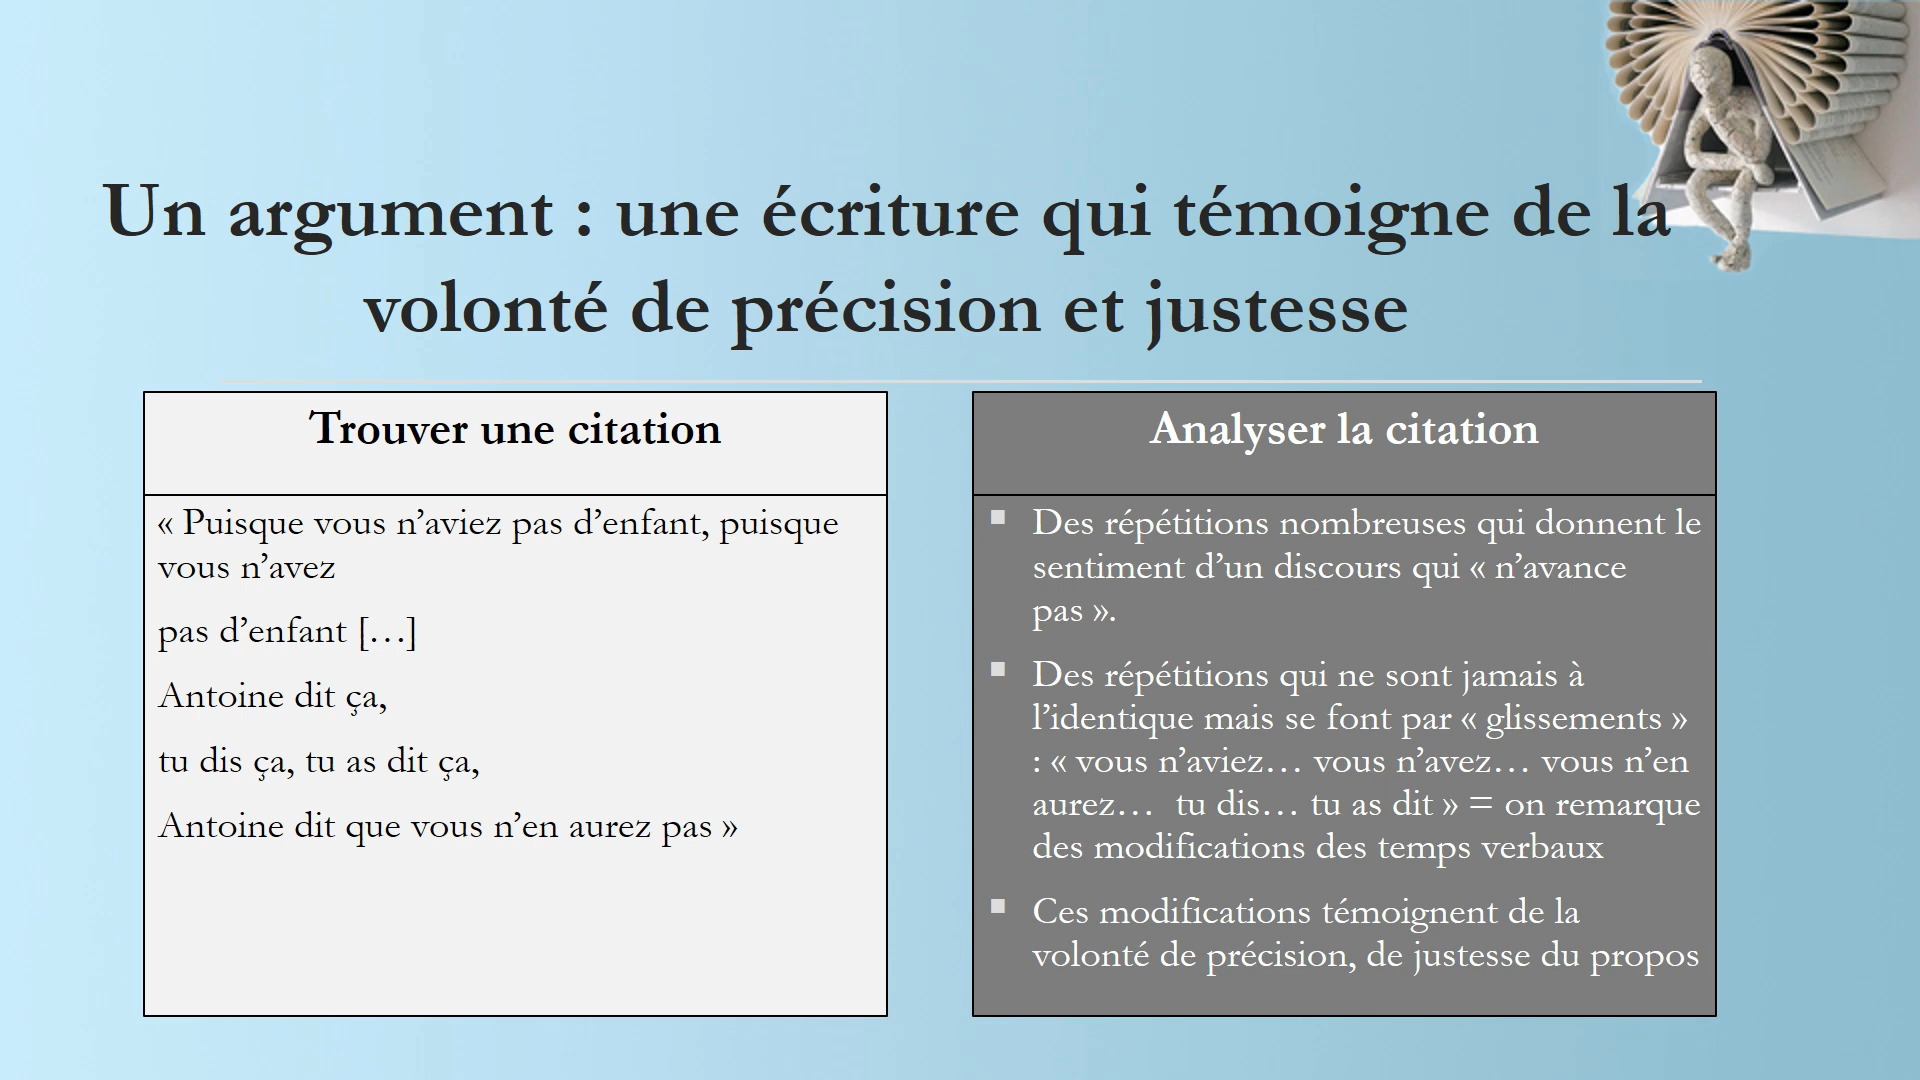 Un argument : une écriture qui témoigne de la
volonté de précision et justesse
Trouver une citation
« Puisque vous n’aviez pas d’enfant, puisque
vous n’avez
pas d’enfant […]
Antoine dit ça,
tu dis ça, tu as dit ça,
Antoine dit que vous n’en aurez pas »
Analyser la citation
▪ Des répétitions nombreuses qui donnent le
sentiment d’un discours qui « n’avance
pas ».
▪ Des répétitions qui ne sont jamais à
l’identique mais se font par « glissements »
: « vous n’aviez… vous n’avez… vous n’en
aurez…  tu dis… tu as dit » = on remarque
des modifications des temps verbaux
▪ Ces modifications témoignent de la
volonté de précision, de justesse du propos